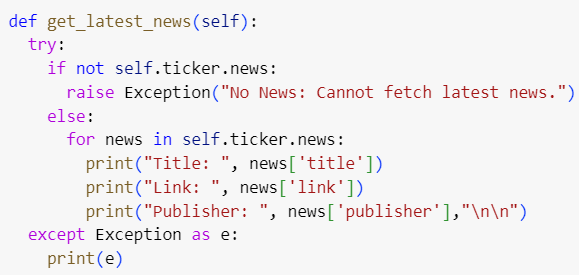 def get_latest_news(self):
  try:
    if not self.ticker.news:
      raise Exception("No News: Cannot fetch latest news.")
    else:
      for news in self.ticker.news:
        print("Title: ", news['title'])
        print("Link: ", news['link'])
        print("Publisher: ", news['publisher'],"\n\n")
  except Exception as e:
    print(e)